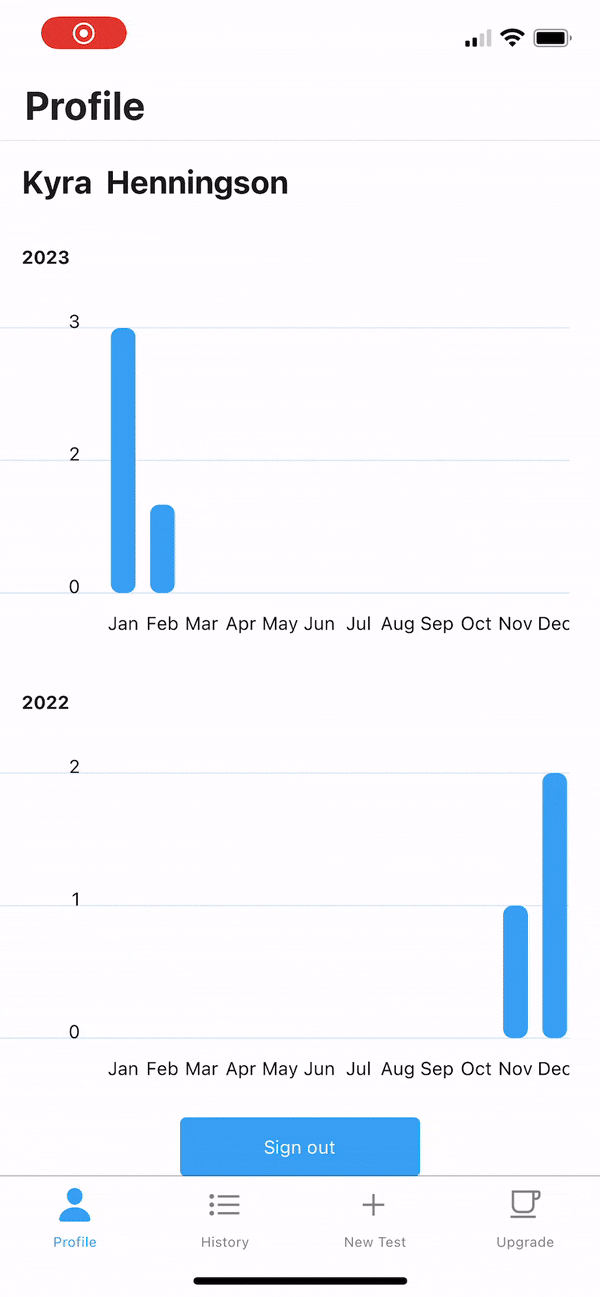 Profile
Kyra Henningson
2023
3
2
0
Jan Feb Mar Apr May Jun Jul Aug Sep Oct Nov Dec
2022
2
1
0
Jan Feb Mar Apr May Jun Jul Aug Sep Oct Nov Dec
Sign out
Profile History New Test Upgrade